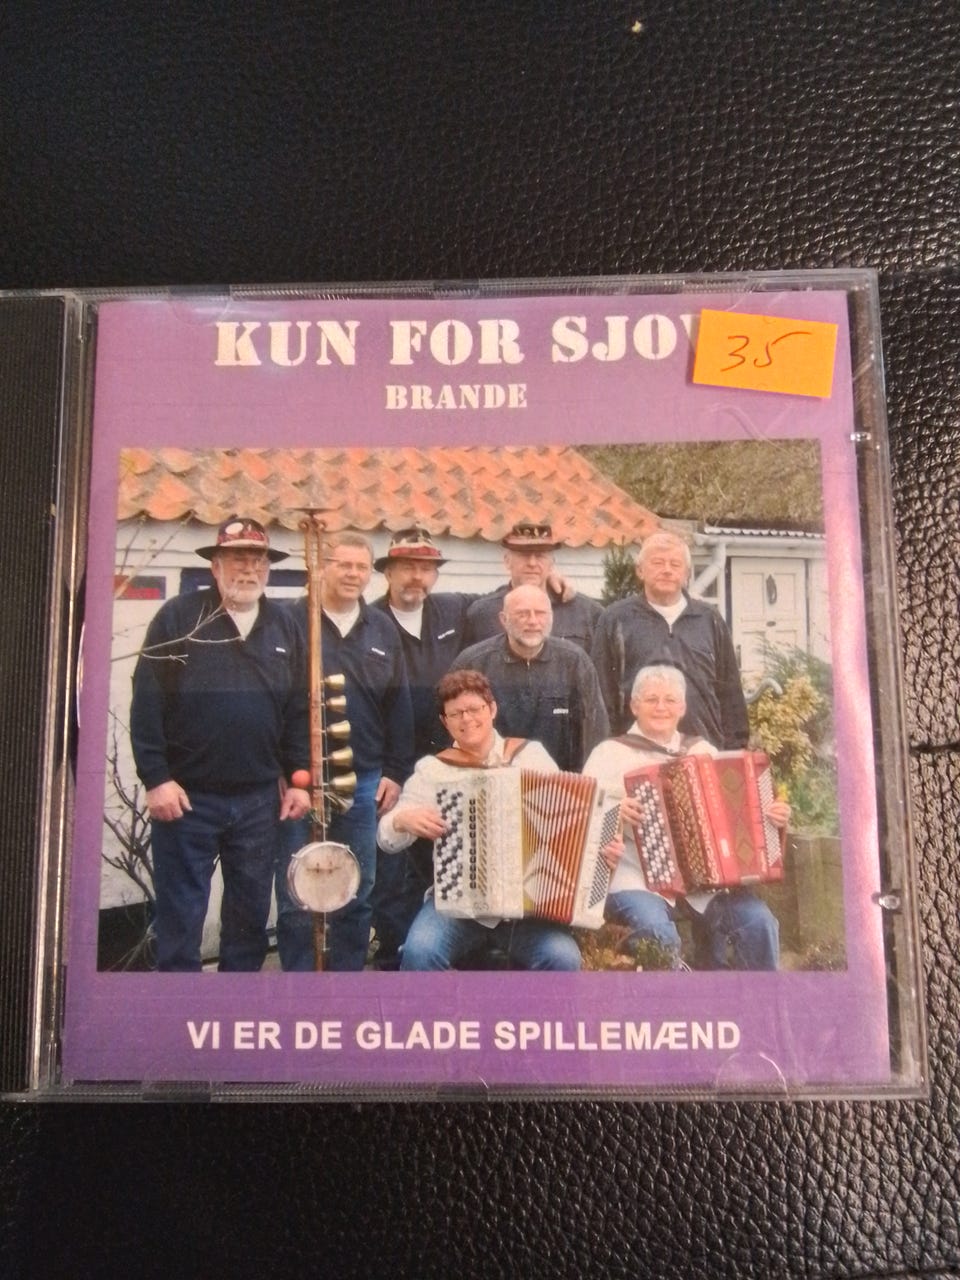 KUN FOR SJOV
35
BRANDE
VI ER DE GLADE SPILLEMÆND